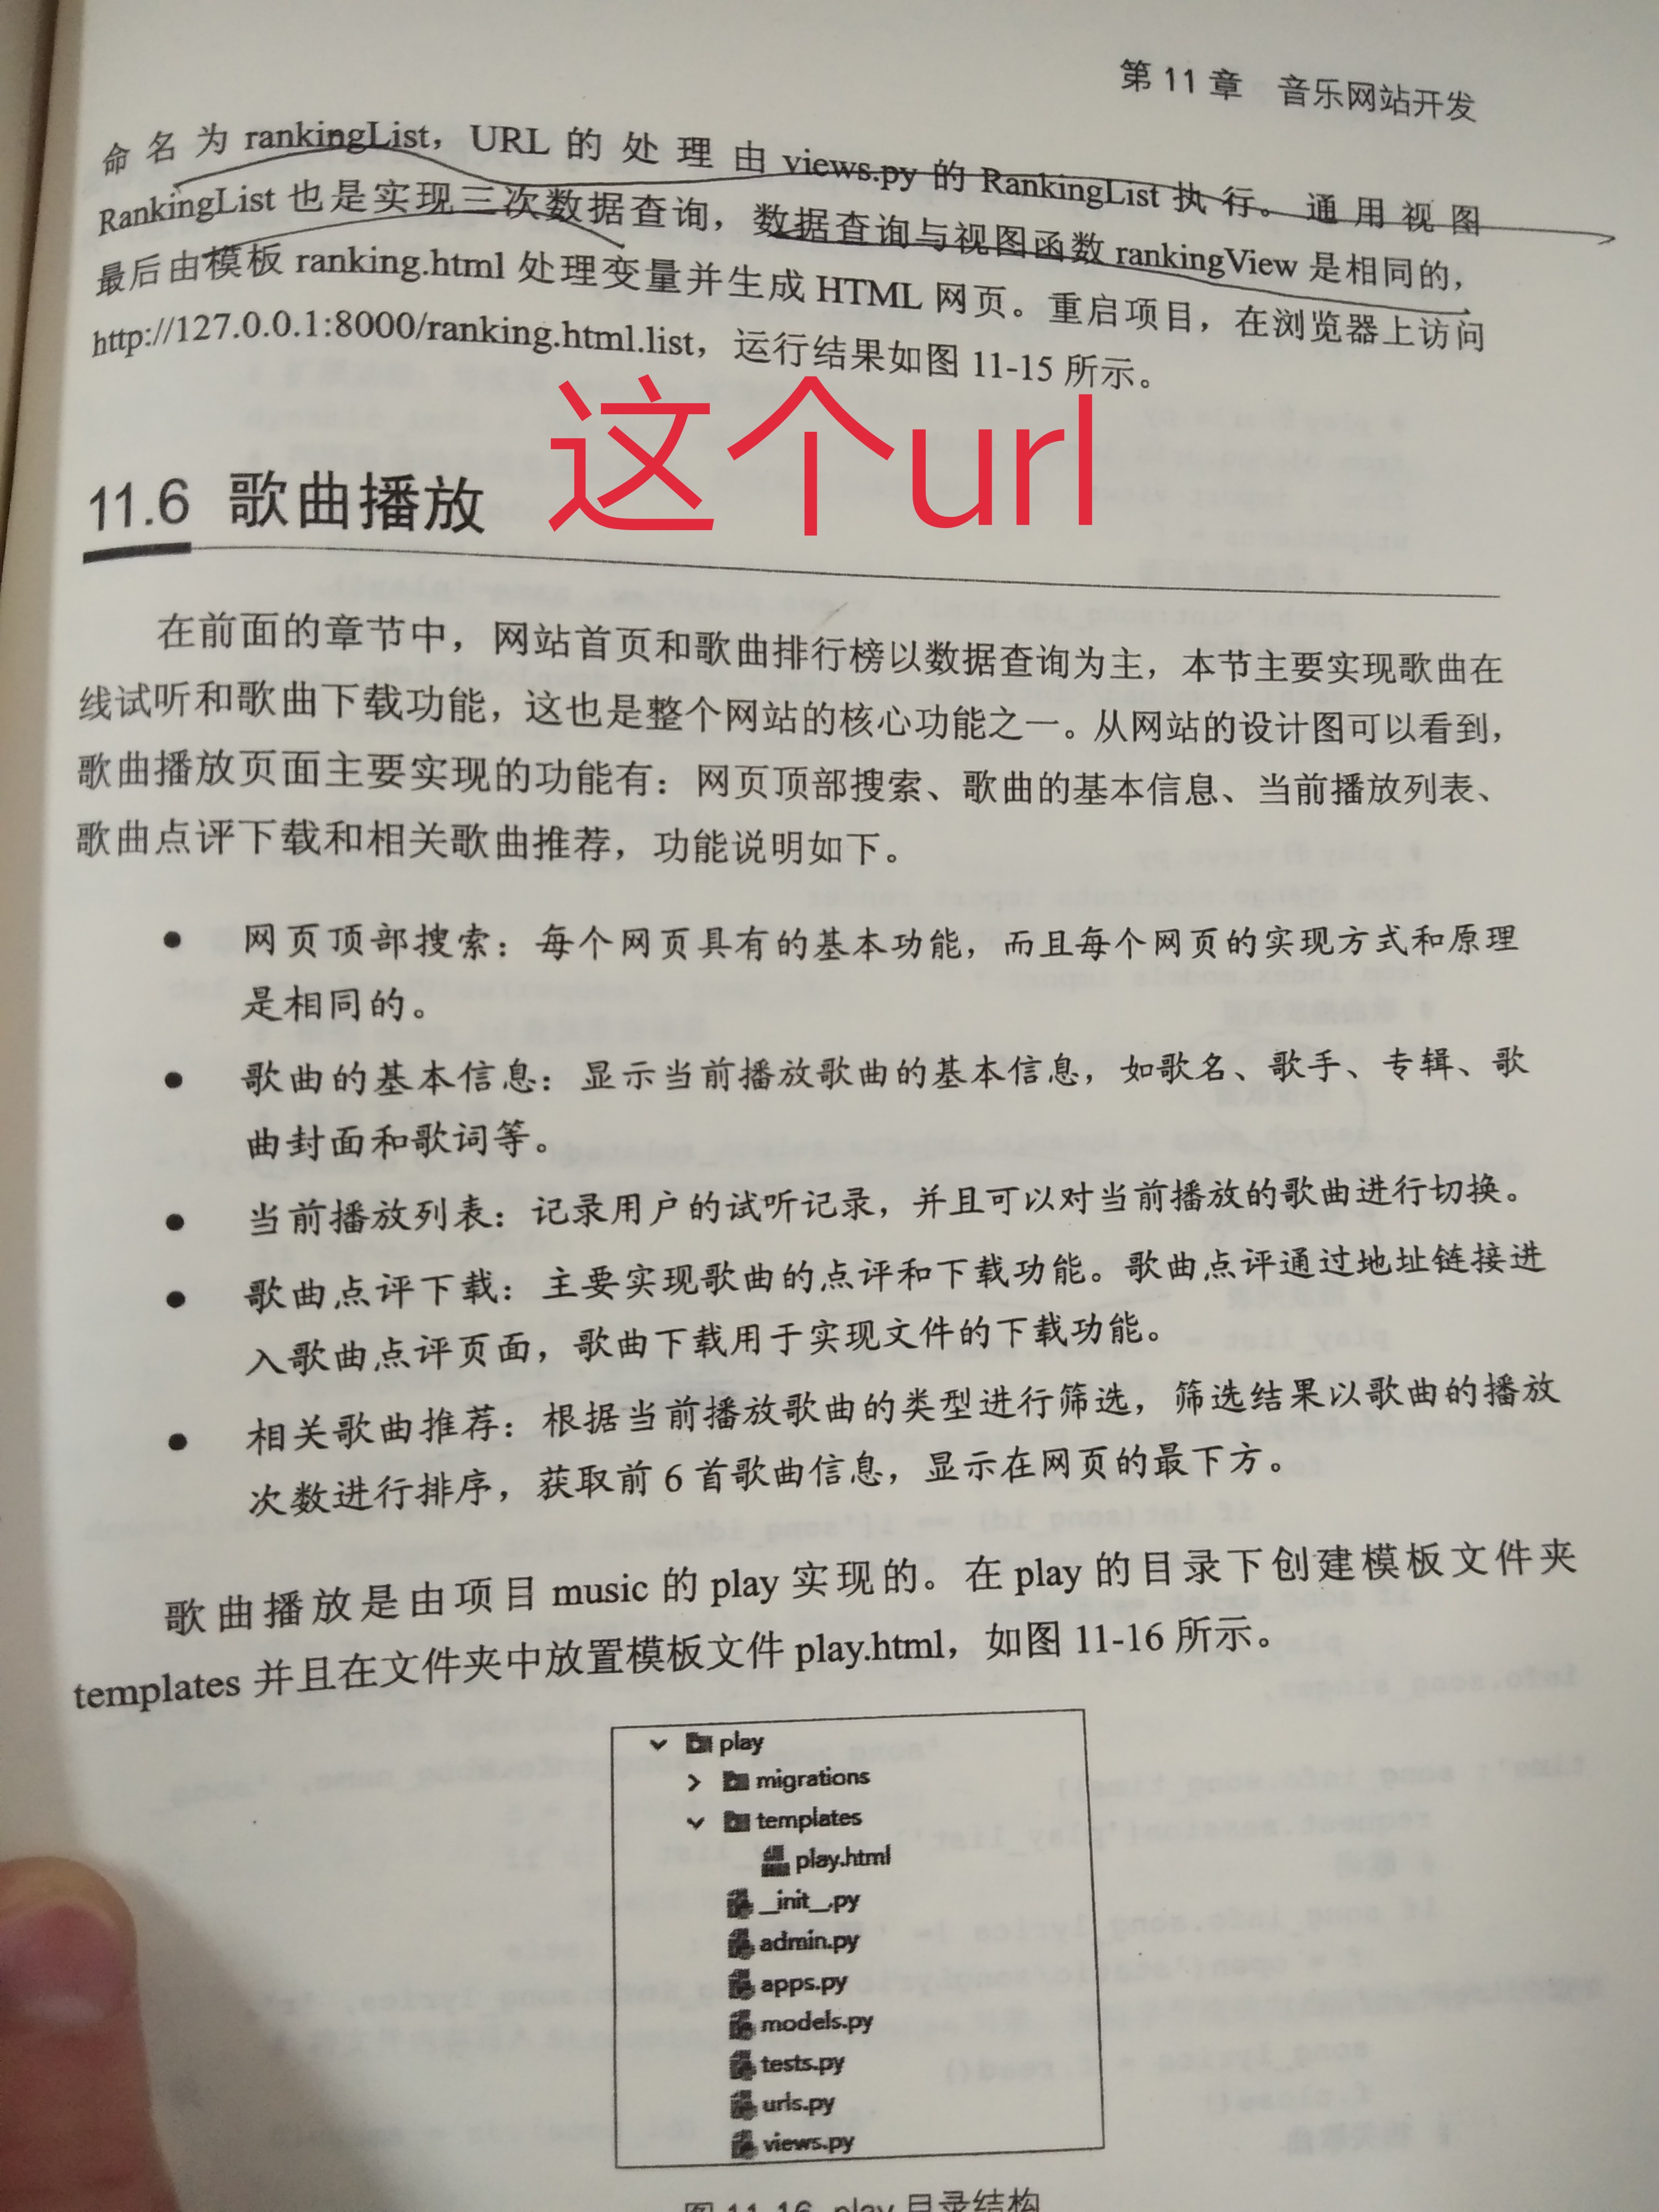 第 11 章 音乐网站开发
命名为 rankingList，URL 的处理由 views.py 的 RankingList 执行。通用视图
RankingList 也是实现三次数据查询，数据查询与视图函数 rankingView 是相同的，
最后由模板 ranking.html 处理变量并生成 HTML 网页。重启项目，在浏览器上访问
http://127.0.0.1:8000/ranking.html.list，运行结果如图 11-15 所示。
这个url
11.6 歌曲播放
在前面的章节中，网站首页和歌曲排行榜以数据查询为主，本节主要实现歌曲在
线试听和歌曲下载功能，这也是整个网站的核心功能之一。从网站的设计图可以看到，
歌曲播放页面主要实现的功能有：网页顶部搜索、歌曲的基本信息、当前播放列表、
歌曲点评下载和相关歌曲推荐，功能说明如下。
● 网页顶部搜索：每个网页具有的基本功能，而且每个网页的实现方式和原理
是相同的。
● 歌曲的基本信息：显示当前播放歌曲的基本信息，如歌名、歌手、专辑、歌
曲封面和歌词等。
● 当前播放列表：记录用户的试听记录，并且可以对当前播放的歌曲进行切换。
● 歌曲点评下载：主要实现歌曲的点评和下载功能。歌曲点评通过地址链接进
入歌曲点评页面，歌曲下载用于实现文件的下载功能。
● 相关歌曲推荐：根据当前播放歌曲的类型进行筛选，筛选结果以歌曲的播放
次数进行排序，获取前 6 首歌曲信息，显示在网页的最下方。
歌曲播放是由项目 music 的 play 实现的。在 play 的目录下创建模板文件夹
templates 并且在文件夹中放置模板文件 play.html，如图 11-16 所示。
play
migrations
templates
play.html
__init__.py
admin.py
apps.py
models.py
tests.py
urls.py
views.py
图 11-16 play 目录结构